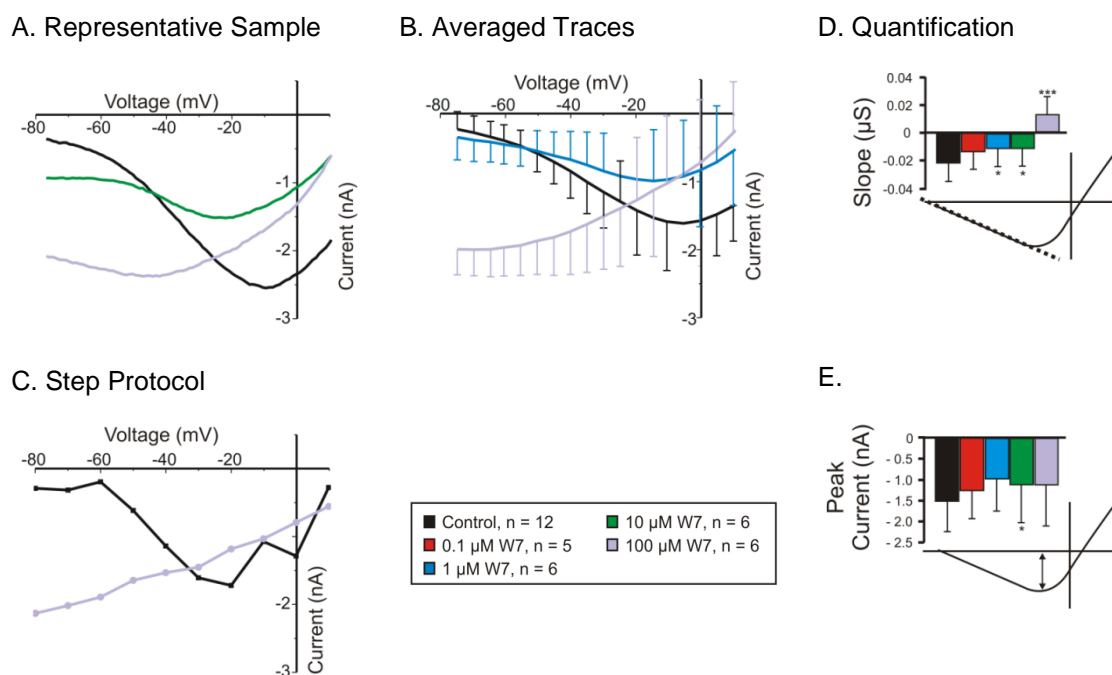 A. Representative Sample
Voltage (mV)
-80 -60 -40 -20
-1
-2
-3
Current (nA)
B. Averaged Traces
Voltage (mV)
-80 -60 -40 -20
-1
-2
-3
Current (nA)
D. Quantification
Slope (µS)
0.04
0.02
0
-0.02
-0.04
* * ***
C. Step Protocol
Voltage (mV)
-80 -60 -40 -20
-2
-3
Current (nA)
Control, n = 12
0.1 µM W7, n = 5
1 µM W7, n = 6
10 µM W7, n = 6
100 µM W7, n = 6
E.
Peak
Current (nA)
0
- 0.5
- 1.0
- 1.5
- 2.0
- 2.5
*